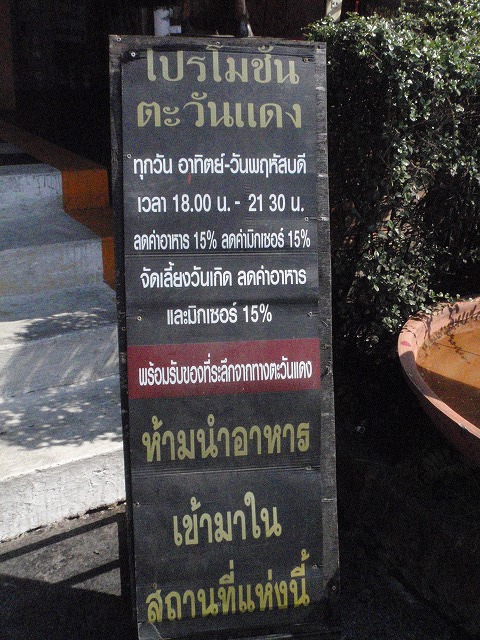 โปรโมชั่น
ตะวันแดง
ทุกวัน อาทิตย์-วันพฤหัสบดี
เวลา 18.00 น.- 21 30 น.
ลดค่าอาหาร 15% ลดค่ามิกเซอร์ 15%
จัดเลี้ยงวันเกิด ลดค่าอาหาร
และมิกเซอร์ 15%
พร้อมรับของที่ระลึกจากทางตะวันแดง
ห้ามนำอาหาร
เข้ามาใน
สถานที่แห่งนี้